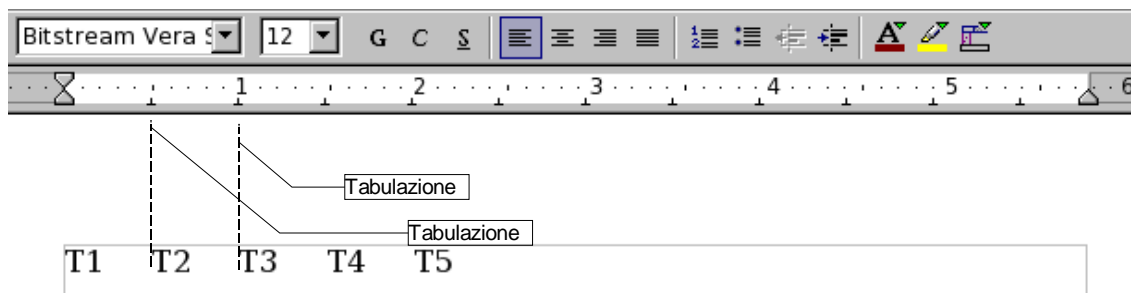 Bitstream Vera S 12 G C S A
1 2 3 4 5 6
Tabulazione
Tabulazione
T1 T2 T3 T4 T5